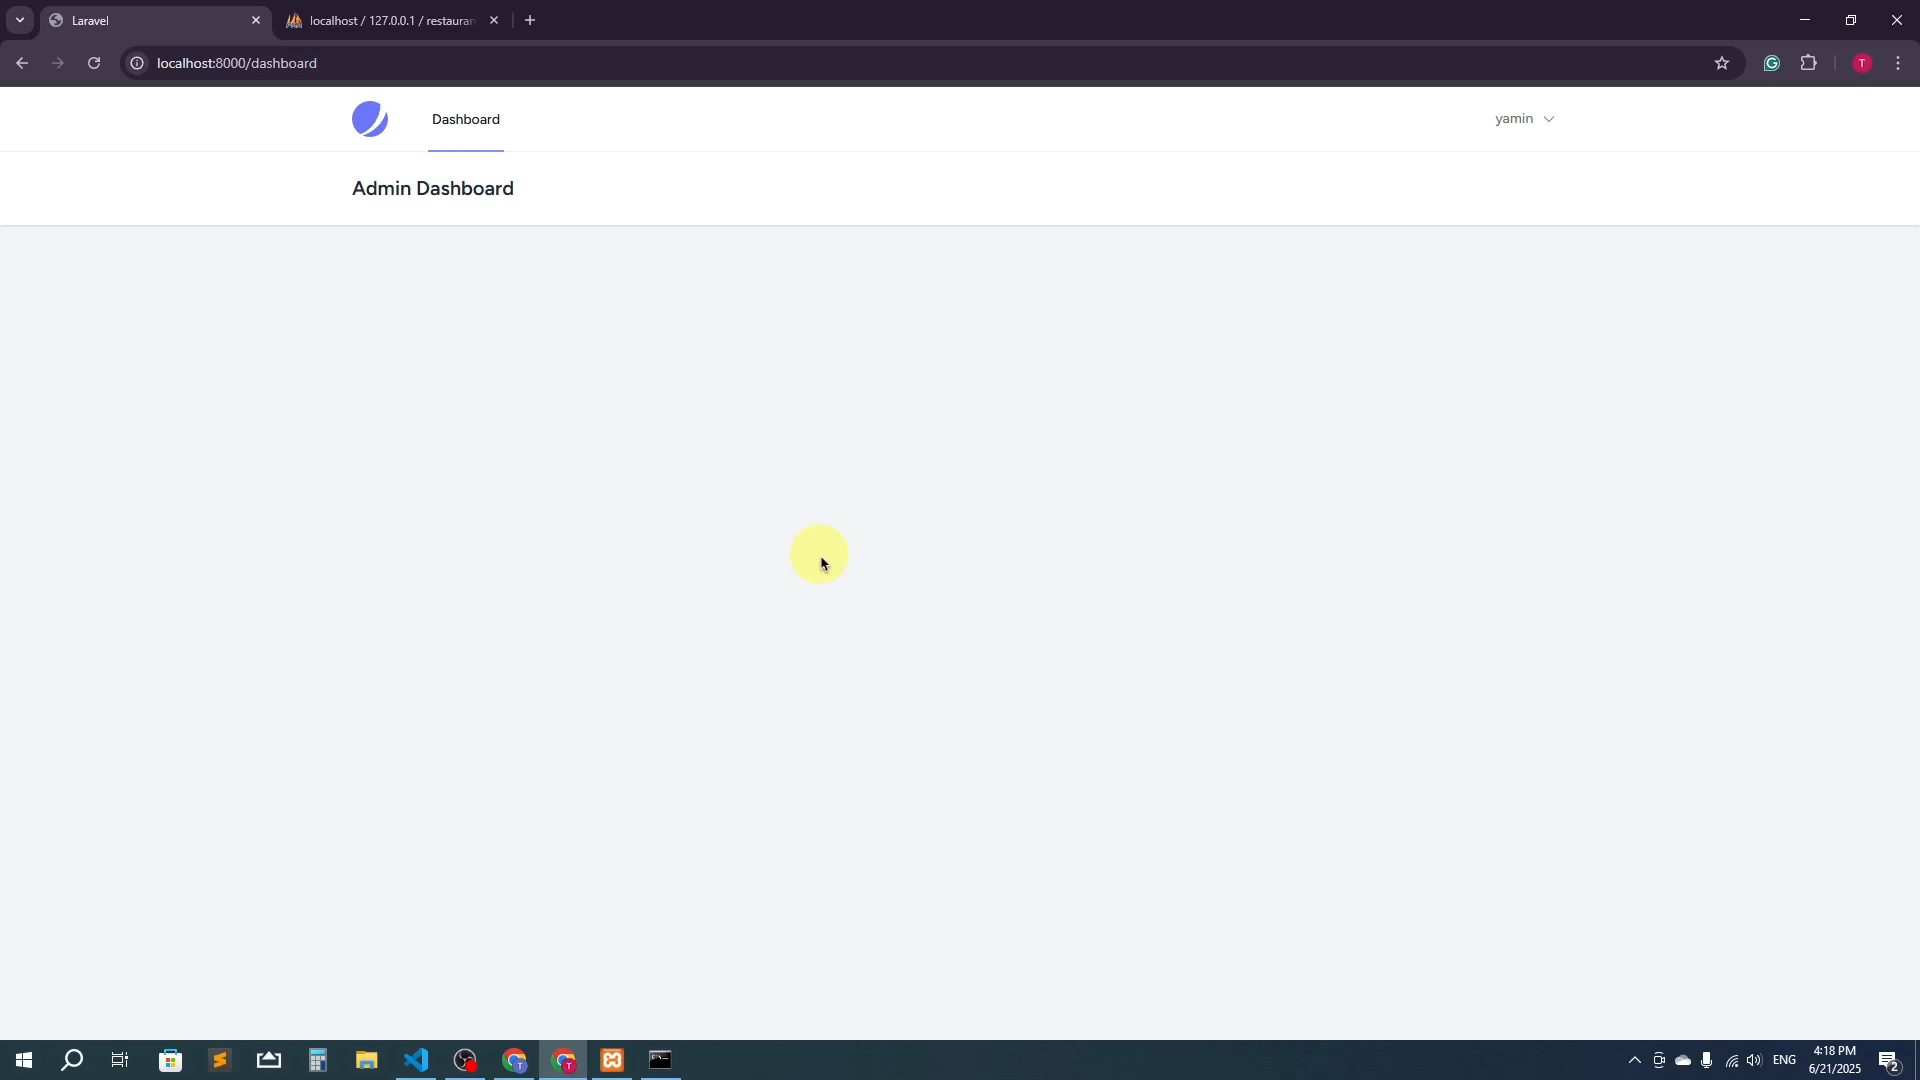 Laravel
localhost / 127.0.0.1 / restauran
localhost:8000/dashboard
T
Dashboard
yamin
Admin Dashboard
T
T
ENG
4:18 PM
6/21/2025
2